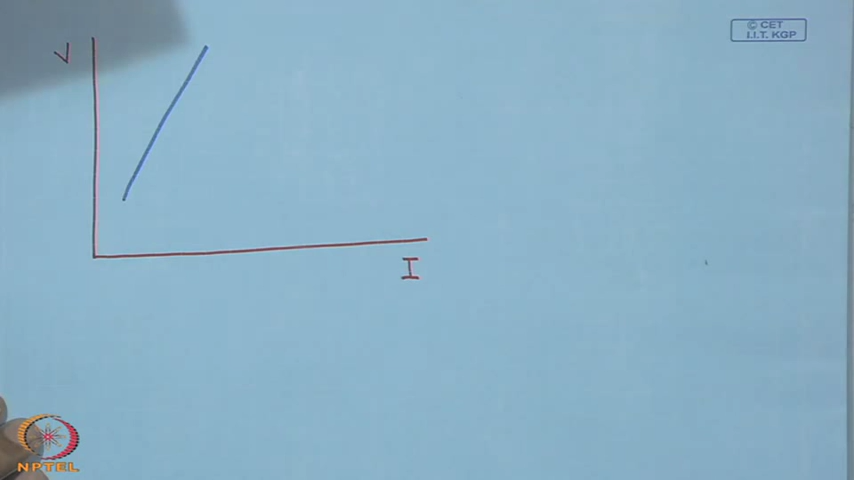 © CET
I.I.T. KGP
V
I
NPTEL